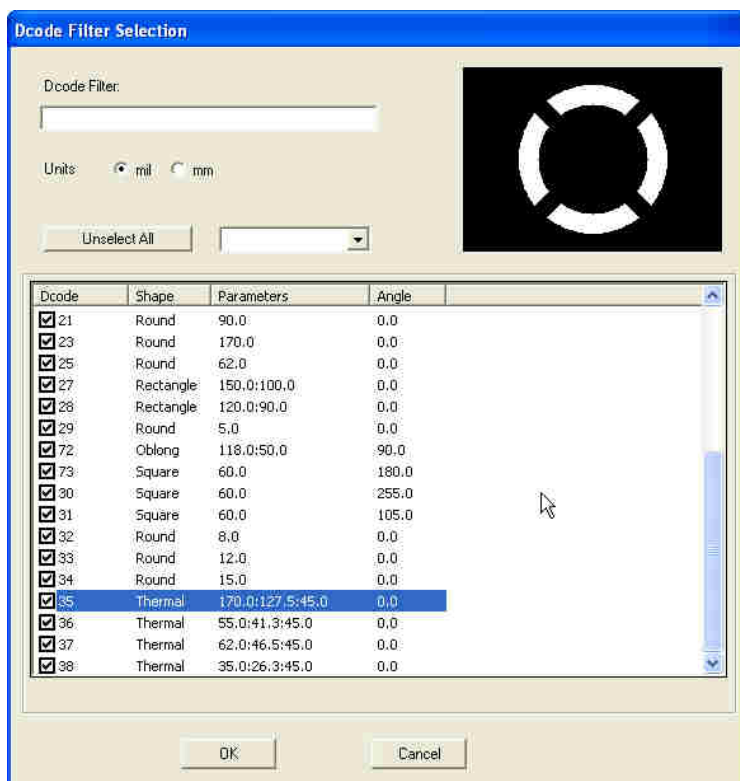 Dcode Filter Selection
Dcode Filter:
Units mil mm
Unselect All
Dcode Shape Parameters Angle
21 Round 90.0 0.0
23 Round 170.0 0.0
25 Round 62.0 0.0
27 Rectangle 150.0:100.0 0.0
28 Rectangle 120.0:90.0 0.0
29 Round 5.0 0.0
72 Oblong 118.0:50.0 90.0
73 Square 60.0 180.0
30 Square 60.0 255.0
31 Square 60.0 105.0
32 Round 8.0 0.0
33 Round 12.0 0.0
34 Round 15.0 0.0
35 Thermal 170.0:127.5:45.0 0.0
36 Thermal 55.0:41.3:45.0 0.0
37 Thermal 62.0:46.5:45.0 0.0
38 Thermal 35.0:26.3:45.0 0.0
OK Cancel